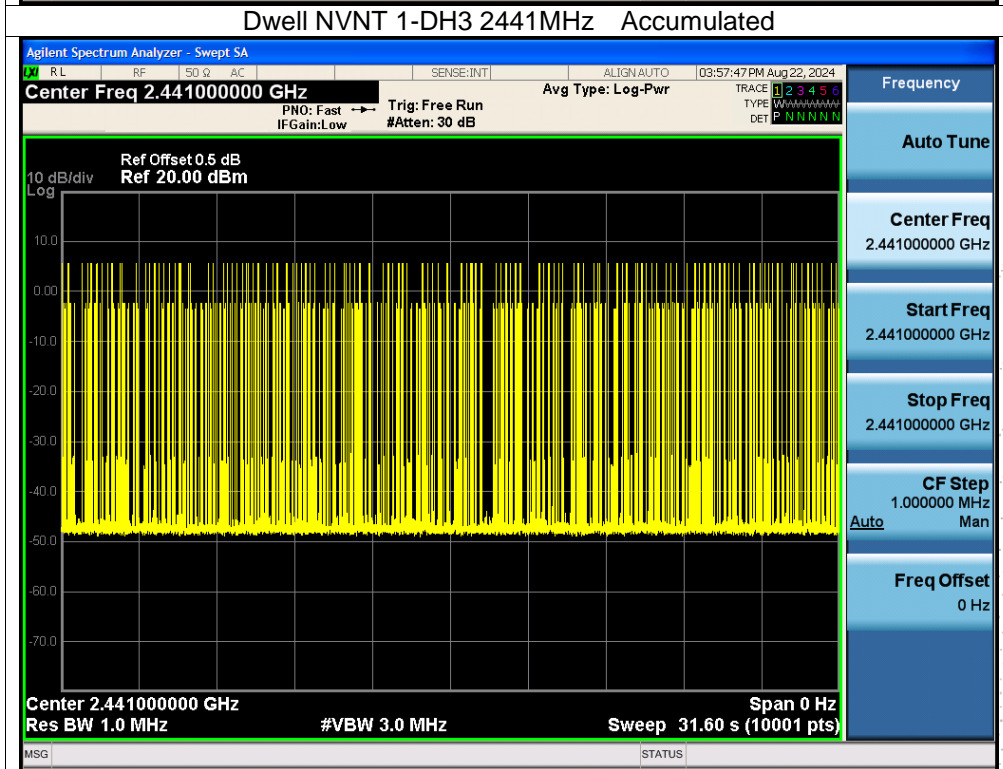 Dwell NVNT 1-DH3 2441MHz Accumulated
Agilent Spectrum Analyzer - Swept SA
LXI RL RF 50 Ω AC SENSE:INT ALIGN AUTO 03:57:47 PM Aug 22, 2024
Center Freq 2.441000000 GHz Avg Type: Log-Pwr TRACE 1 2 3 4 5 6
PNO: Fast Trig: Free Run TYPE WWWWWW
IFGain:Low #Atten: 30 dB DET P N N N N N
Frequency
Auto Tune
Ref Offset 0.5 dB
10 dB/div Ref 20.00 dBm
Log
10.0
0.00
-10.0
-20.0
-30.0
-40.0
-50.0
-60.0
-70.0
Center Freq
2.441000000 GHz
Start Freq
2.441000000 GHz
Stop Freq
2.441000000 GHz
CF Step
1.000000 MHz
Auto Man
Freq Offset
0 Hz
Center 2.441000000 GHz Span 0 Hz
Res BW 1.0 MHz #VBW 3.0 MHz Sweep 31.60 s (10001 pts)
MSG STATUS